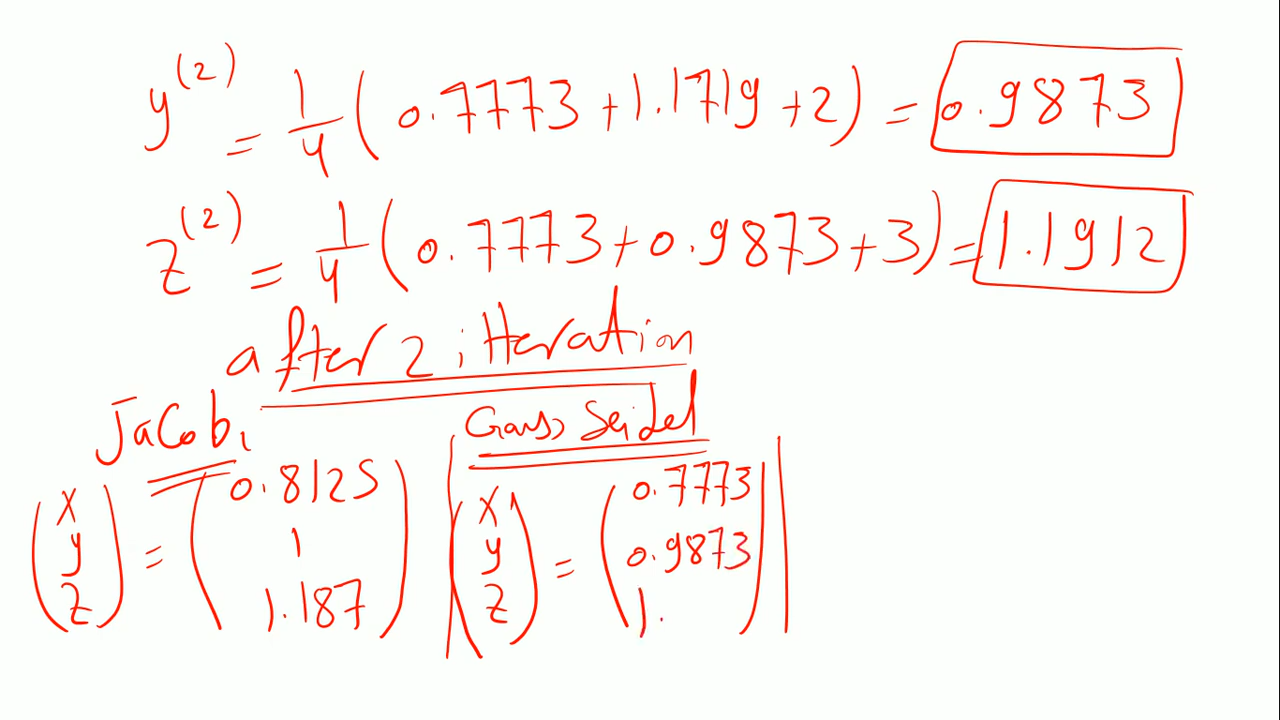 y^(2) = 1/4 (0.7773 + 1.1719 + 2) = 0.9873
z^(2) = 1/4 (0.7773 + 0.9873 + 3) = 1.1912
after 2 itteration
Jacobi Gauss Seidel
(x y z) = (0.8125 1 1.187) | (x y z) = (0.7773 0.9873 1.) |